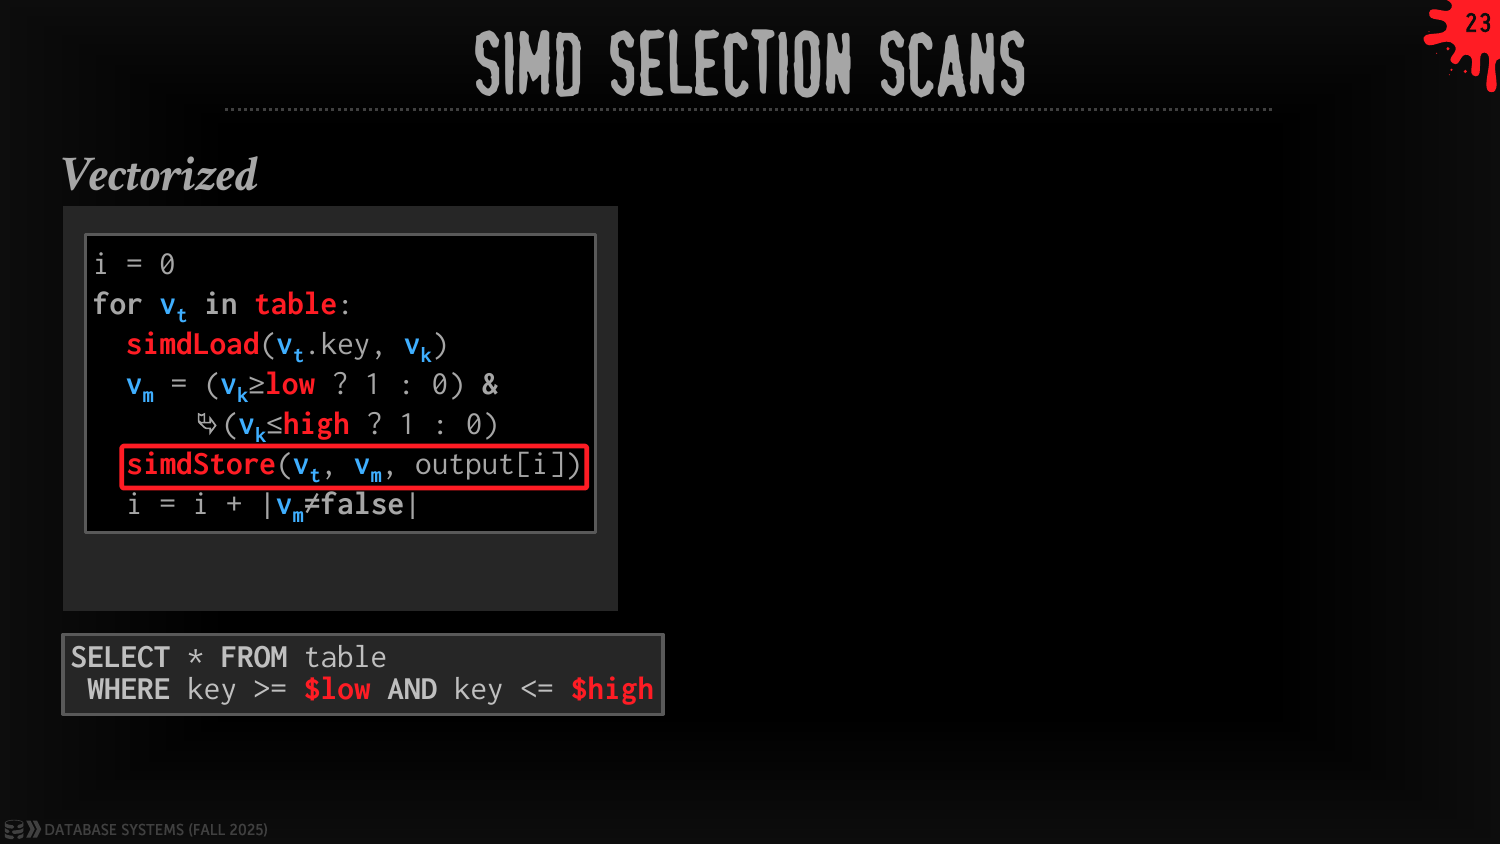 23
SIMD SELECTION SCANS
Vectorized
i = 0
for vt in table:
simdLoad(vt.key, vk)
vm = (vk≥low ? 1 : 0) &
⮱(vk≤high ? 1 : 0)
simdStore(vt, vm, output[i])
i = i + |vm≠false|
SELECT * FROM table
WHERE key >= $low AND key <= $high
DATABASE SYSTEMS (FALL 2025)